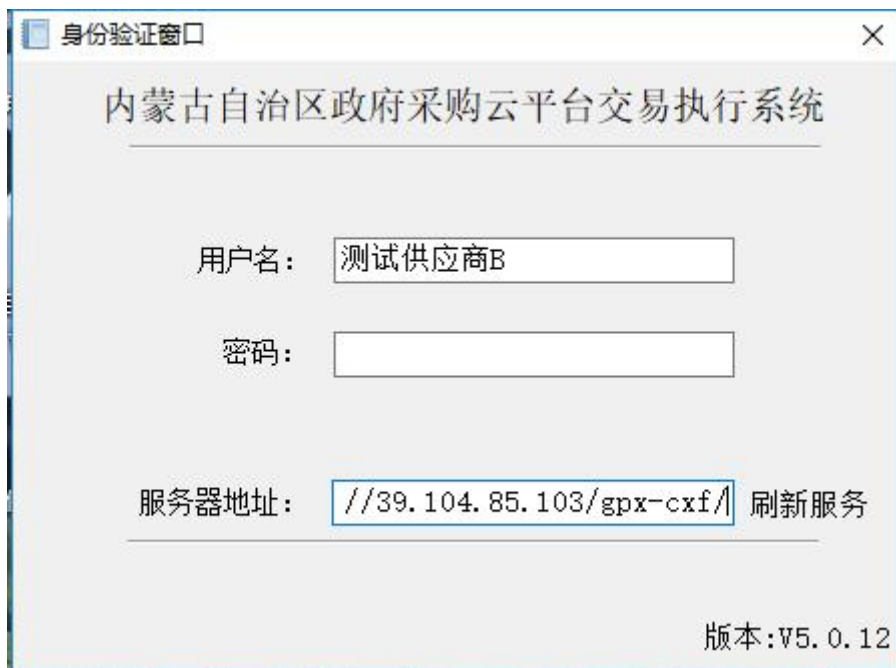 身份验证窗口
内蒙古自治区政府采购云平台交易执行系统
用户名： 测试供应商B
密码：
服务器地址： //39.104.85.103/gpx-cxf/ 刷新服务
版本:V5.0.12